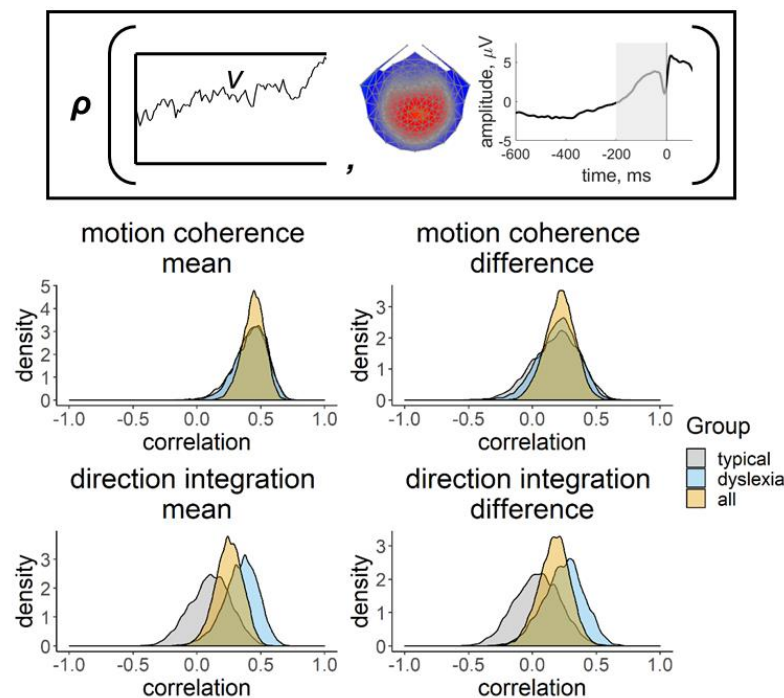 ρ
v
,
amplitude, µV
5
0
-5
-600 -400 -200 0
time, ms
motion coherence
mean
density
5
4
3
2
1
0
-1.0 -0.5 0.0 0.5 1.0
correlation
motion coherence
difference
density
3
2
1
0
-1.0 -0.5 0.0 0.5 1.0
correlation
direction integration
mean
density
3
2
1
0
-1.0 -0.5 0.0 0.5 1.0
correlation
direction integration
difference
density
3
2
1
0
-1.0 -0.5 0.0 0.5 1.0
correlation
Group
typical
dyslexia
all